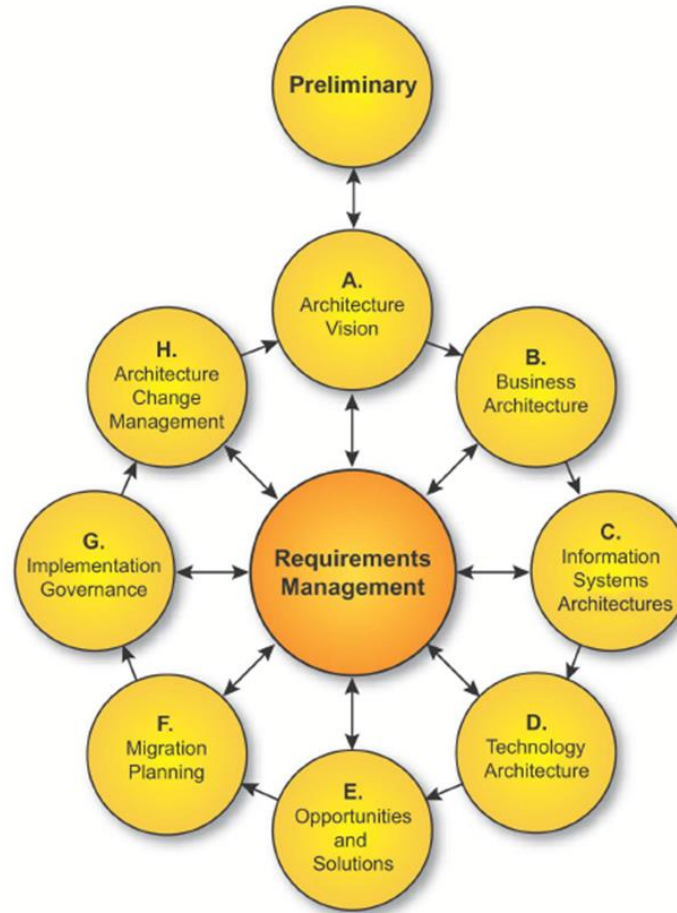 Preliminary
A.
Architecture
Vision
B.
Business
Architecture
C.
Information
Systems
Architectures
D.
Technology
Architecture
E.
Opportunities
and
Solutions
F.
Migration
Planning
G.
Implementation
Governance
H.
Architecture
Change
Management
Requirements
Management